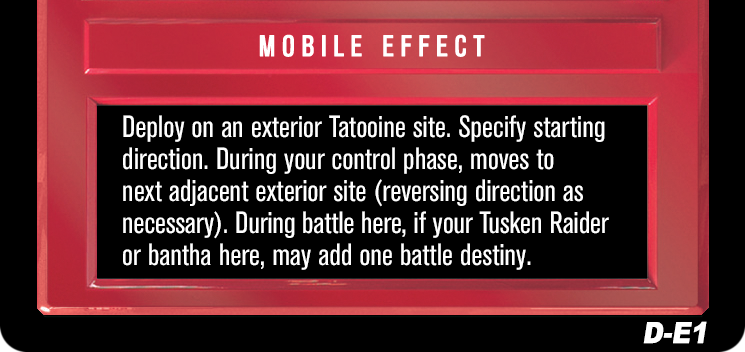 MOBILE EFFECT
Deploy on an exterior Tatooine site. Specify starting
direction. During your control phase, moves to
next adjacent exterior site (reversing direction as
necessary). During battle here, if your Tusken Raider
or bantha here, may add one battle destiny.
D-E1